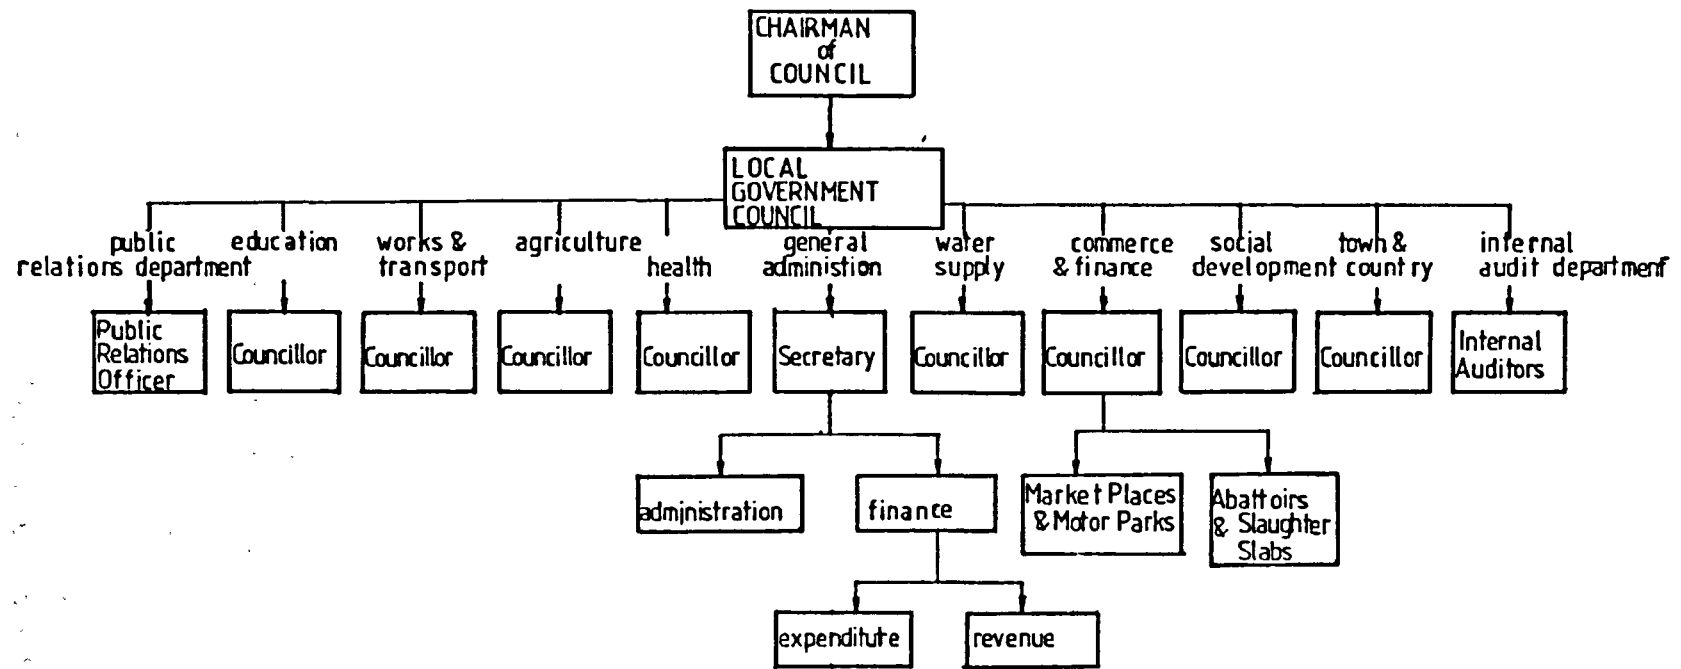 CHAIRMAN
of
COUNCIL
LOCAL
GOVERNMENT
COUNCIL
public
relations department
education
works &
transport
agriculture
health
general
administion
water
supply
commerce
& finance
social
development
town &
country
internal
audit department
Public
Relations
Officer
Councillor
Councillor
Councillor
Councillor
Secretary
Councillor
Councillor
Councillor
Councillor
Internal
Auditors
administration
finance
Market Places
& Motor Parks
Abattoirs
& Slaughter
Slabs
expenditute
revenue